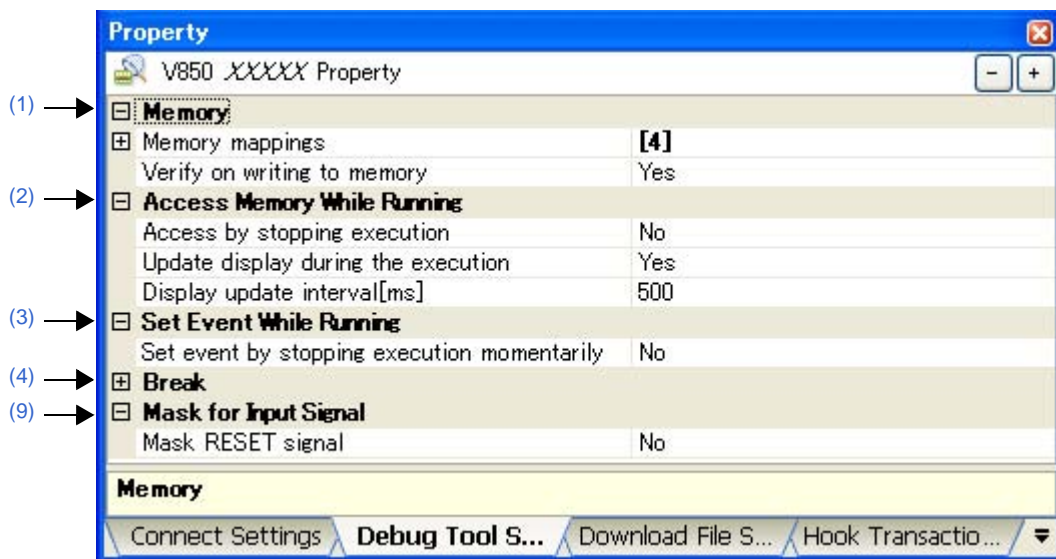 Property
V850 XXXXX Property
- +
(1) Memory
Memory mappings [4]
Verify on writing to memory Yes
(2) Access Memory While Running
Access by stopping execution No
Update display during the execution Yes
Display update interval[ms] 500
(3) Set Event While Running
Set event by stopping execution momentarily No
(4) Break
(9) Mask for Input Signal
Mask RESET signal No
Memory
Connect Settings Debug Tool S... Download File S... Hook Transactio...